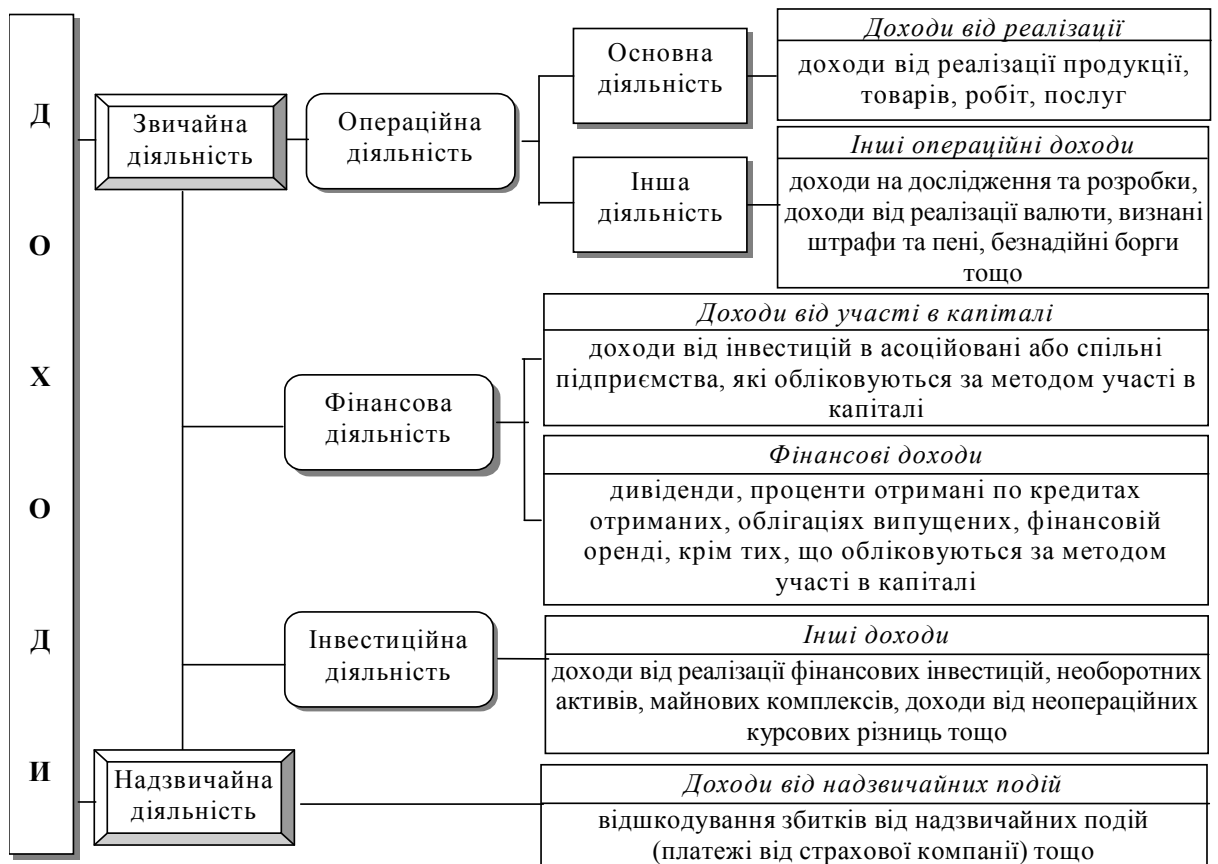 ДОХОДИ
Звичайна
діяльність
Операційна
діяльність
Основна
діяльність
Доходи від реалізації
доходи від реалізації продукції,
товарів, робіт, послуг
Інша
діяльність
Інші операційні доходи
доходи на дослідження та розробки,
доходи від реалізації валюти, визнані
штрафи та пені, безнадійні борги
тощо
Фінансова
діяльність
Доходи від участі в капіталі
доходи від інвестицій в асоційовані або спільні
підприємства, які обліковуються за методом участі в
капіталі
Фінансові доходи
дивіденди, проценти отримані по кредитах
отриманих, облігаціях випущених, фінансовій
оренді, крім тих, що обліковуються за методом
участі в капіталі
Інвестиційна
діяльність
Інші доходи
доходи від реалізації фінансових інвестицій, необоротних
активів, майнових комплексів, доходи від неопераційних
курсових різниць тощо
Надзвичайна
діяльність
Доходи від надзвичайних подій
відшкодування збитків від надзвичайних подій
(платежі від страхової компанії) тощо